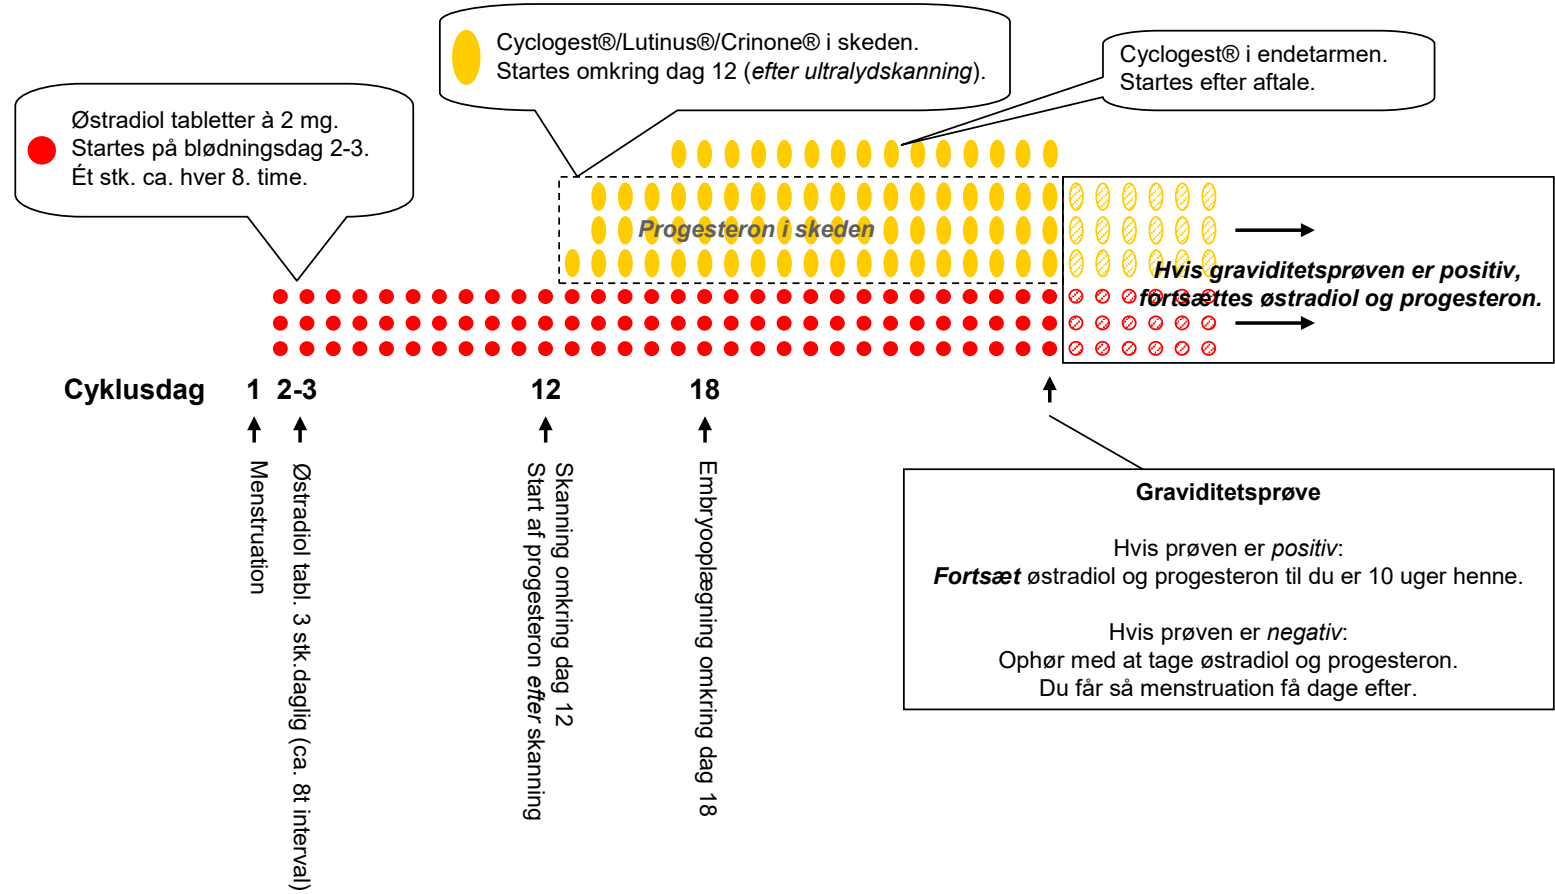 Cyclogest®/Lutinus®/Crinone® i skeden.
Startes omkring dag 12 (efter ultralydskanning).
Cyclogest® i endetarmen.
Startes efter aftale.
Østradiol tabletter à 2 mg.
Startes på blødningsdag 2-3.
Ét stk. ca. hver 8. time.
Progesteron i skeden
Hvis graviditetsprøven er positiv,
fortsættes østradiol og progesteron.
Cyklusdag 1 2-3 12 18
Menstruation
Østradiol tabl. 3 stk.daglig (ca. 8t interval)
Skanning omkring dag 12
Start af progesteron efter skanning
Embryooplægning omkring dag 18
Graviditetsprøve
Hvis prøven er positiv:
Fortsæt østradiol og progesteron til du er 10 uger henne.
Hvis prøven er negativ:
Ophør med at tage østradiol og progesteron.
Du får så menstruation få dage efter.